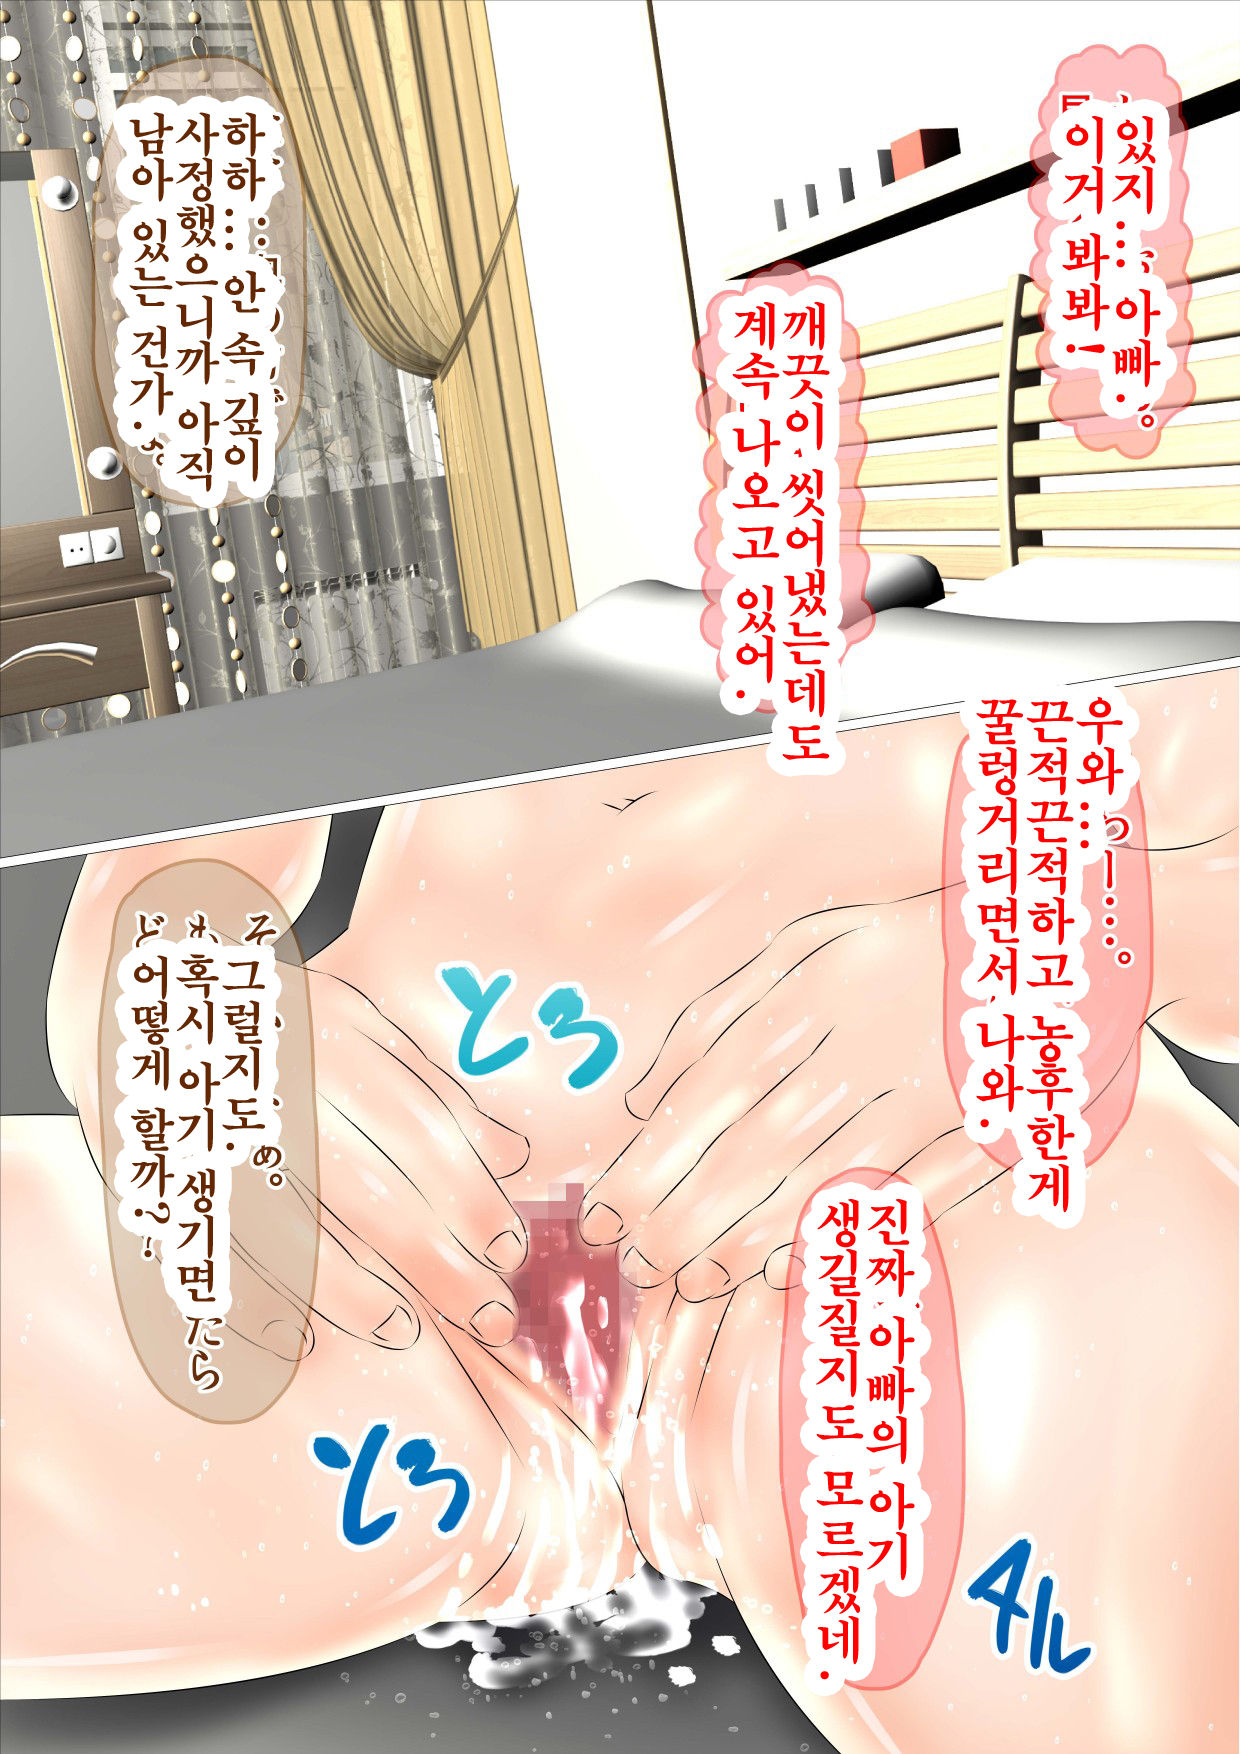 있지… 아빠.
이거 봐봐!
깨끗이 씻어냈는데도
계속 나오고 있어.
하하… 안 속 깊이
사정했으니까 아직
남아 있는 건가.
우와…
끈적끈적하고 농후한게
꿀렁거리면서 나와.
とろ
그럴지도.
혹시 아기 생기면
어떻게 할까?
진짜 아빠의 아기
생길질지도 모르겠네.
とろ